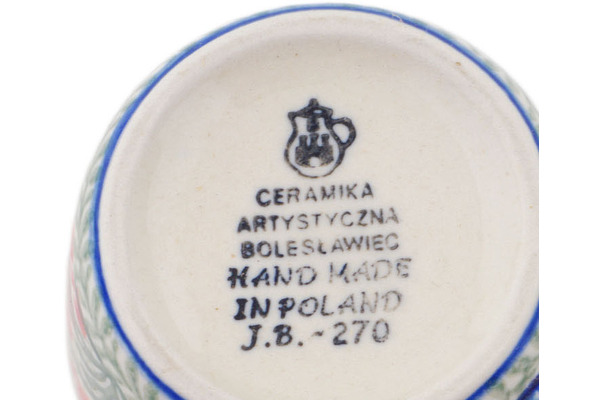 CERAMIKA
ARTYSTYCZNA
BOLESŁAWIEC
HAND MADE
IN POLAND
J.B.-270